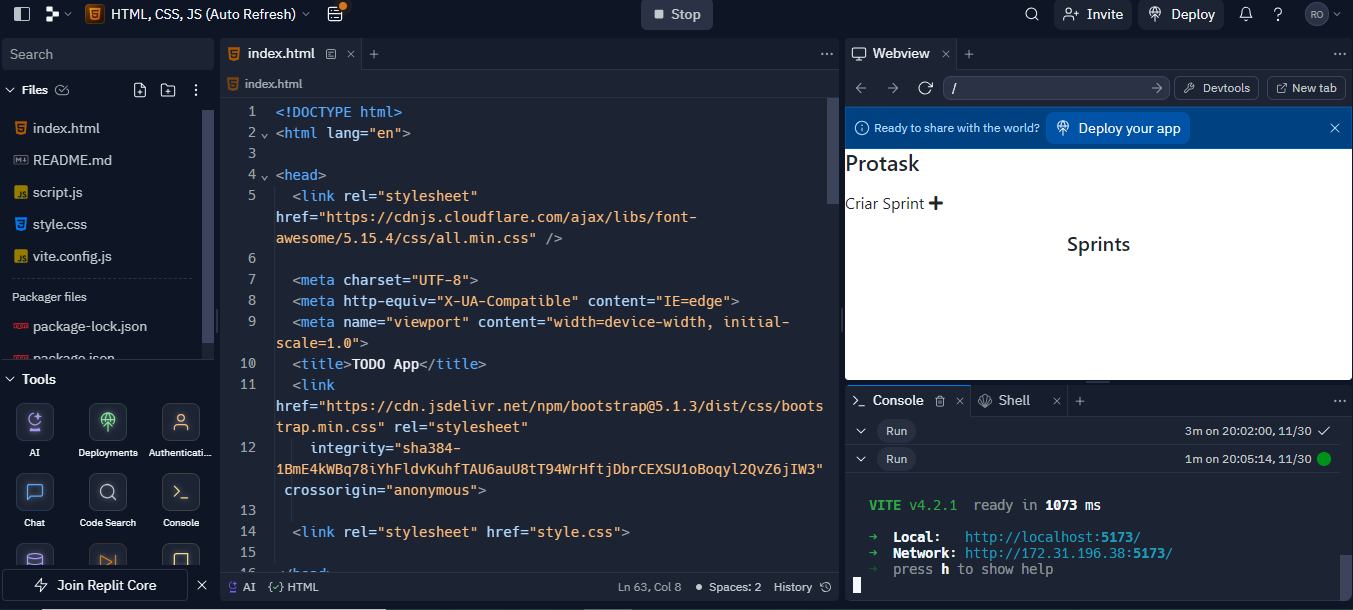 HTML, CSS, JS (Auto Refresh)
Stop
Invite
Deploy
RO
Search
Files
index.html
README.md
script.js
style.css
vite.config.js
Packager files
package-lock.json
package.json
Tools
AI
Deployments
Authenticati...
Chat
Code Search
Console
Join Replit Core
index.html
index.html
1 <!DOCTYPE html>
2 <html lang="en">
3
4 <head>
5 <link rel="stylesheet"
href="https://cdnjs.cloudflare.com/ajax/libs/font-
awesome/5.15.4/css/all.min.css" />
6
7 <meta charset="UTF-8">
8 <meta http-equiv="X-UA-Compatible" content="IE=edge">
9 <meta name="viewport" content="width=device-width, initial-
scale=1.0">
10 <title>TODO App</title>
11 <link
href="https://cdn.jsdelivr.net/npm/bootstrap@5.1.3/dist/css/boots
trap.min.css" rel="stylesheet"
12 integrity="sha384-
1BmE4kWBq78iYhFldvKuhfTAU6auU8tT94WrHftjDbrCEXSU1oBoqyl2QvZ6jIW3"
crossorigin="anonymous">
13
14 <link rel="stylesheet" href="style.css">
15
</head>
AI
HTML
Ln 63, Col 8
Spaces: 2
History
Webview
/
Devtools
New tab
Ready to share with the world?
Deploy your app
Protask
Criar Sprint
Sprints
Console
Shell
Run
3m on 20:02:00, 11/30
Run
1m on 20:05:14, 11/30
VITE v4.2.1 ready in 1073 ms
➜ Local: http://localhost:5173/
➜ Network: http://172.31.196.38:5173/
➜ press h to show help